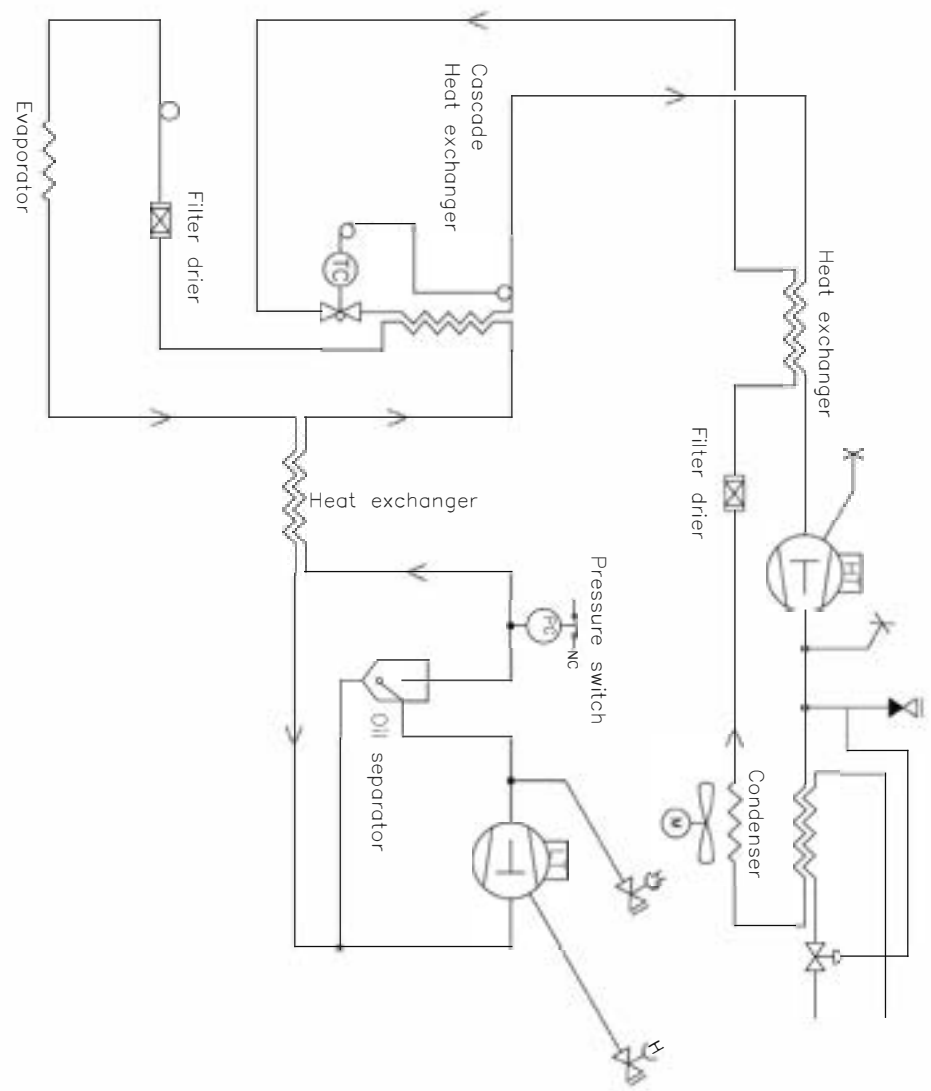 Cascade
Heat exchanger
Evaporator
Filter drier
TC
Heat exchanger
Filter drier
Heat exchanger
Pressure switch
PC
NC
Oil separator
Condenser
M
H